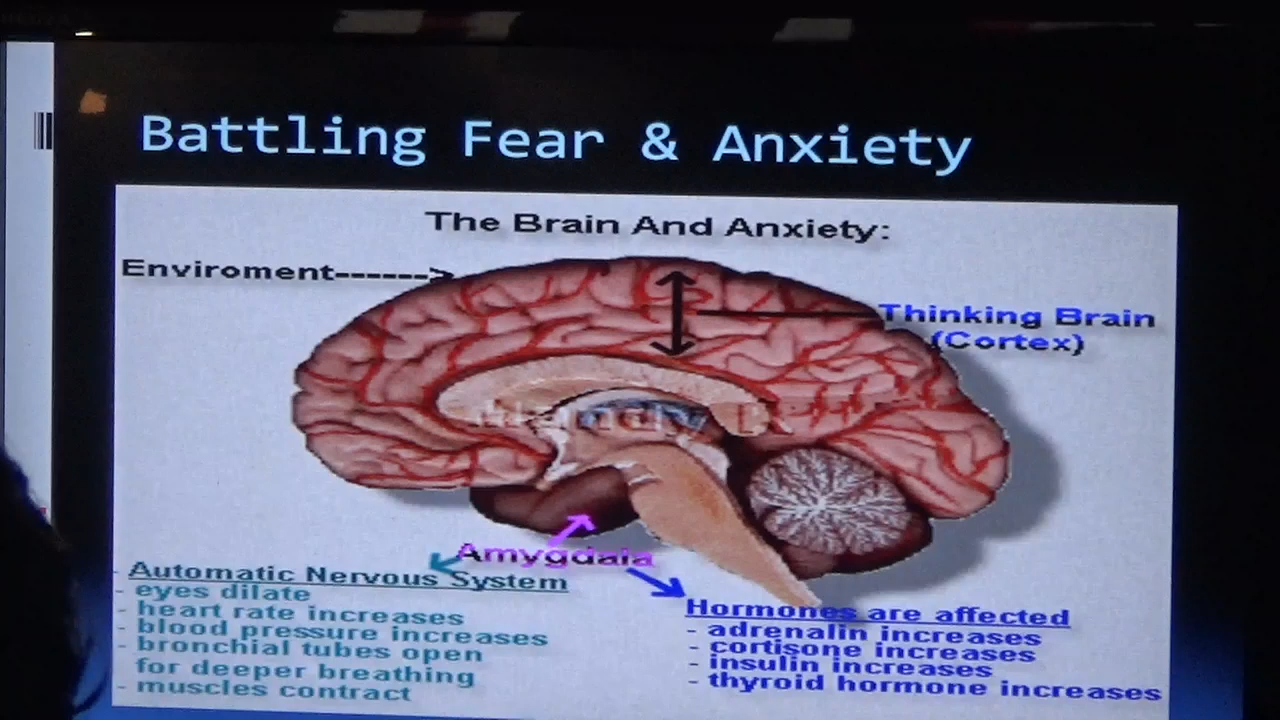 Battling Fear & Anxiety
The Brain And Anxiety:
Enviroment------>
Thinking Brain
(Cortex)
Mandy R
Amygdala
- Automatic Nervous System
- eyes dilate
- heart rate increases
- blood pressure increases
- bronchial tubes open
for deeper breathing
- muscles contract
Hormones are affected
- adrenalin increases
- cortisone increases
- insulin increases
- thyroid hormone increases